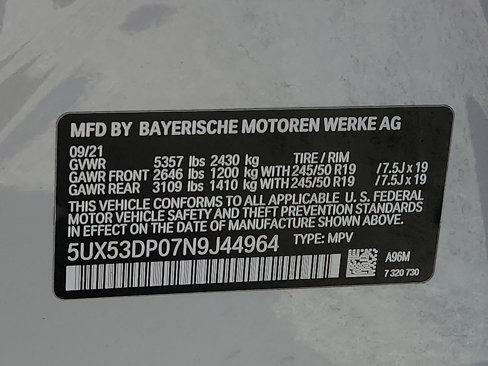 MFD BY BAYERISCHE MOTOREN WERKE AG
09/21
GVWR 5357 lbs 2430 kg TIRE / RIM
GAWR FRONT 2646 lbs 1200 kg WITH 245/50 R19 /7.5J x 19
GAWR REAR 3109 lbs 1410 kg WITH 245/50 R19 /7.5J x 19
THIS VEHICLE CONFORMS TO ALL APPLICABLE U. S. FEDERAL
MOTOR VEHICLE SAFETY AND THEFT PREVENTION STANDARDS
IN EFFECT ON THE DATE OF MANUFACTURE SHOWN ABOVE.
5UX53DP07N9J44964 TYPE: MPV
A96M
7 320 730